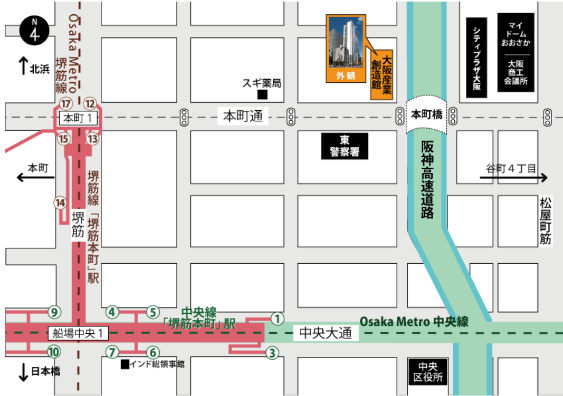 N
4
北浜
Osaka Metro
堺筋線
外観
大阪産業
創造館
シティプラザ大阪
マイ
ドーム
おおさか
大阪
商工
会議所
スギ薬局
17
12
本町1
15
13
本町通
本町橋
東
警察署
阪神高速道路
本町
谷町4丁目
松屋町筋
14
堺筋
堺筋線「堺筋本町」駅
9
4
5
中央線
「堺筋本町」駅
1
Osaka Metro 中央線
船場中央1
中央大通
10
7
6
3
インド総領事館
日本橋
中央
区役所